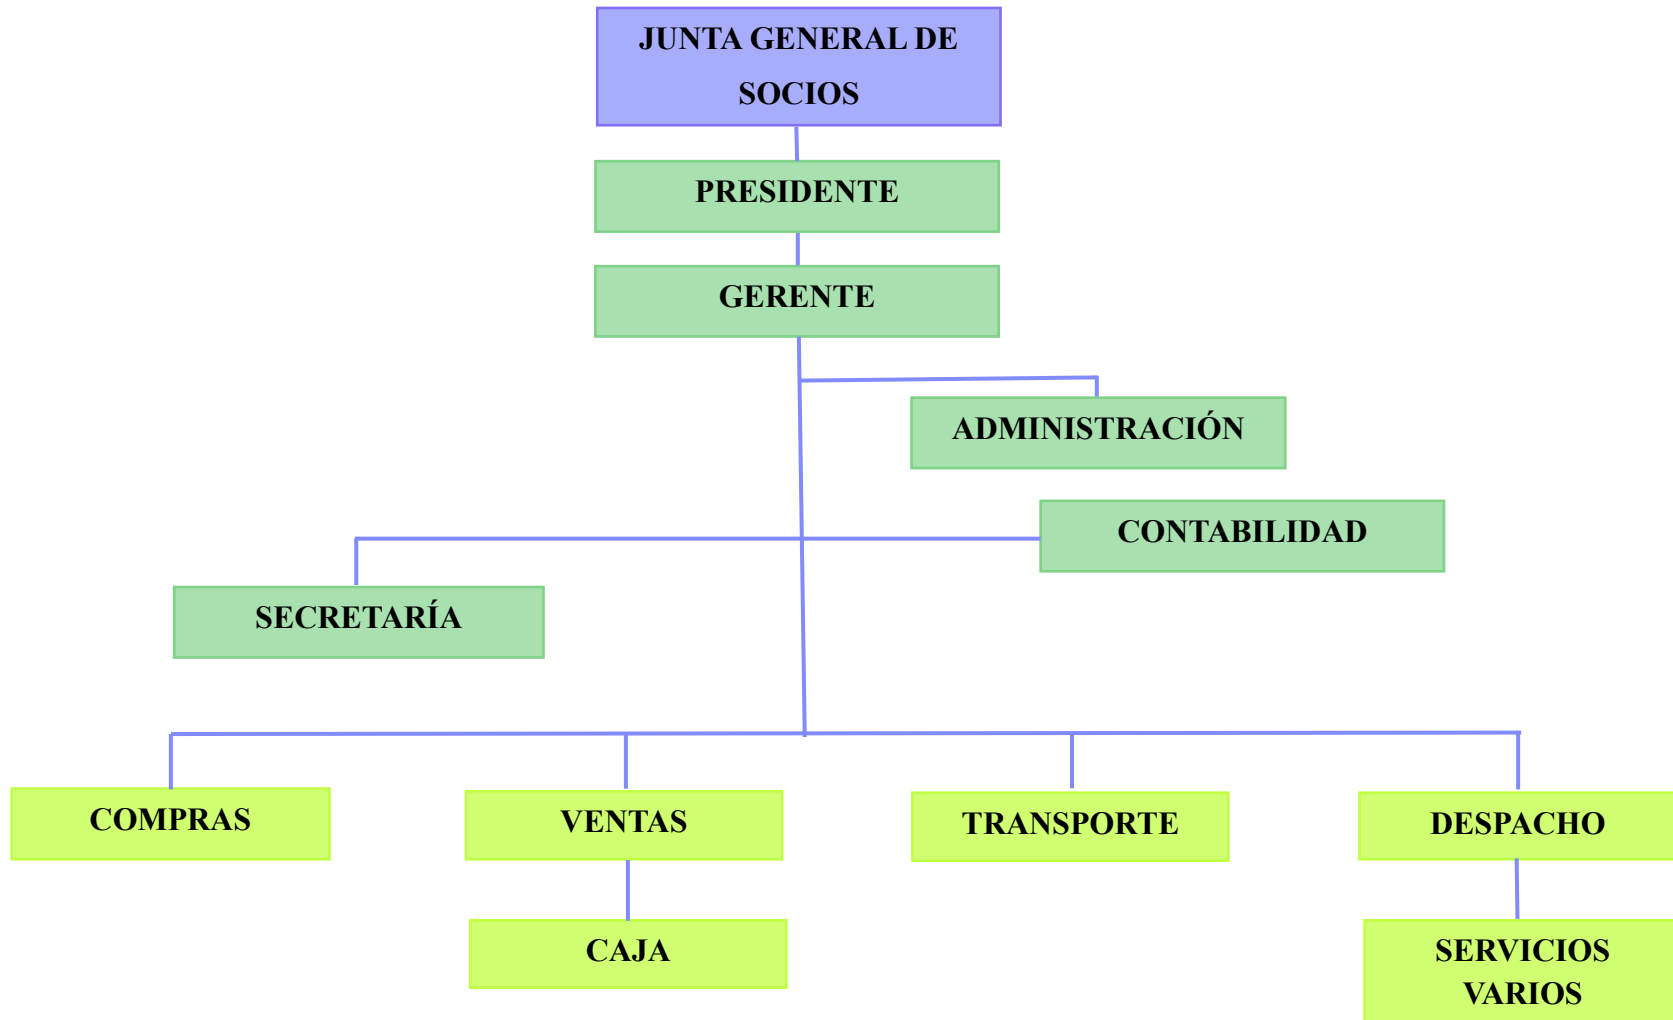 JUNTA GENERAL DE
SOCIOS
PRESIDENTE
GERENTE
ADMINISTRACIÓN
CONTABILIDAD
SECRETARÍA
COMPRAS
VENTAS
TRANSPORTE
DESPACHO
CAJA
SERVICIOS
VARIOS